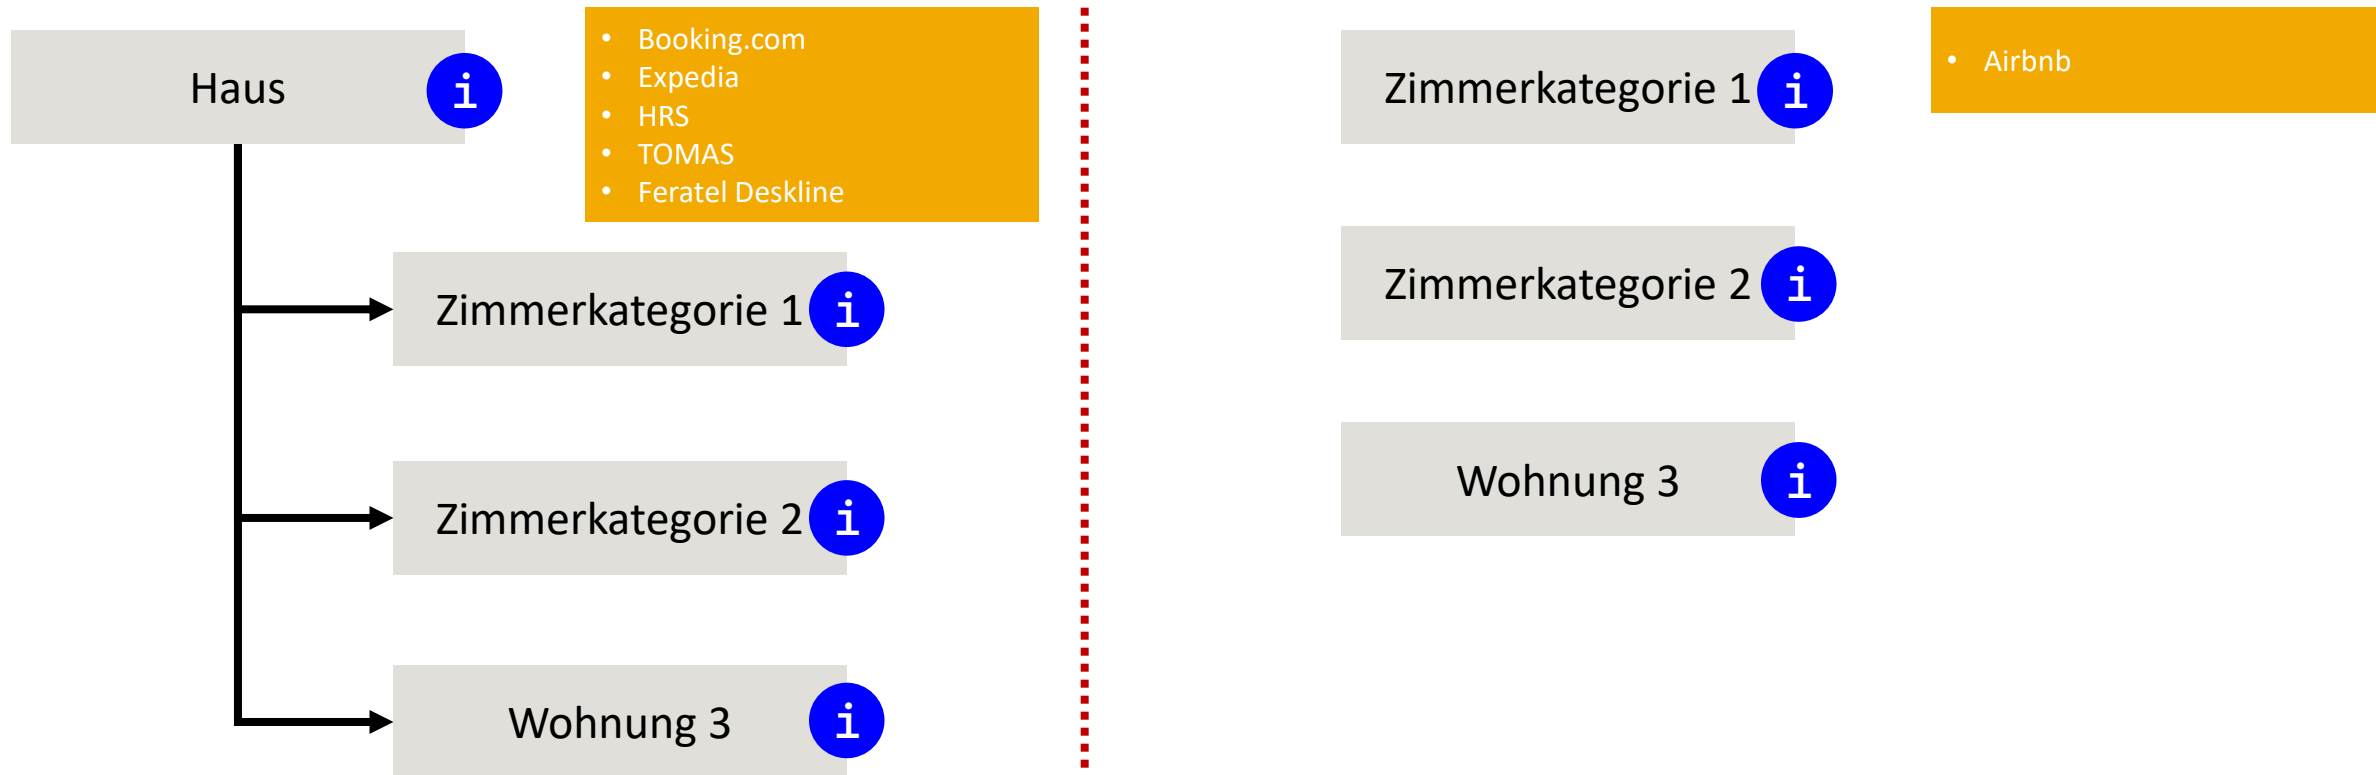 Haus
i
• Booking.com
• Expedia
• HRS
• TOMAS
• Feratel Deskline
Zimmerkategorie 1
i
Zimmerkategorie 2
i
Wohnung 3
i
Zimmerkategorie 1
i
• Airbnb
Zimmerkategorie 2
i
Wohnung 3
i